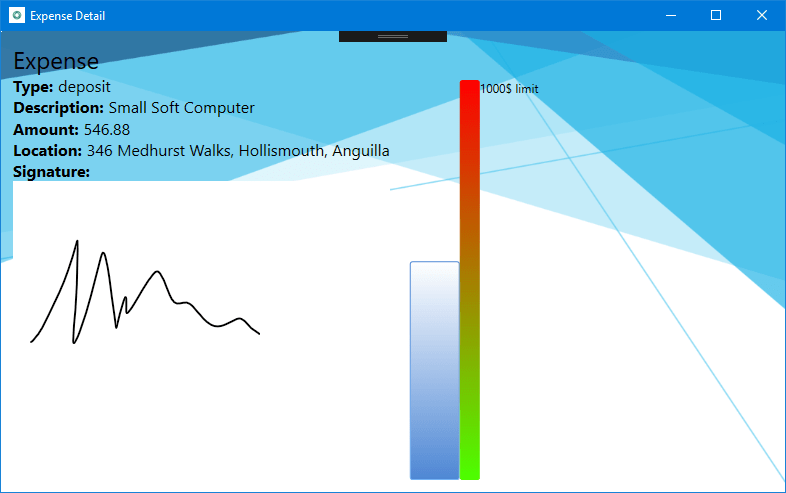 Expense Detail
Expense
Type: deposit
Description: Small Soft Computer
Amount: 546.88
Location: 346 Medhurst Walks, Hollismouth, Anguilla
Signature:
1000$ limit